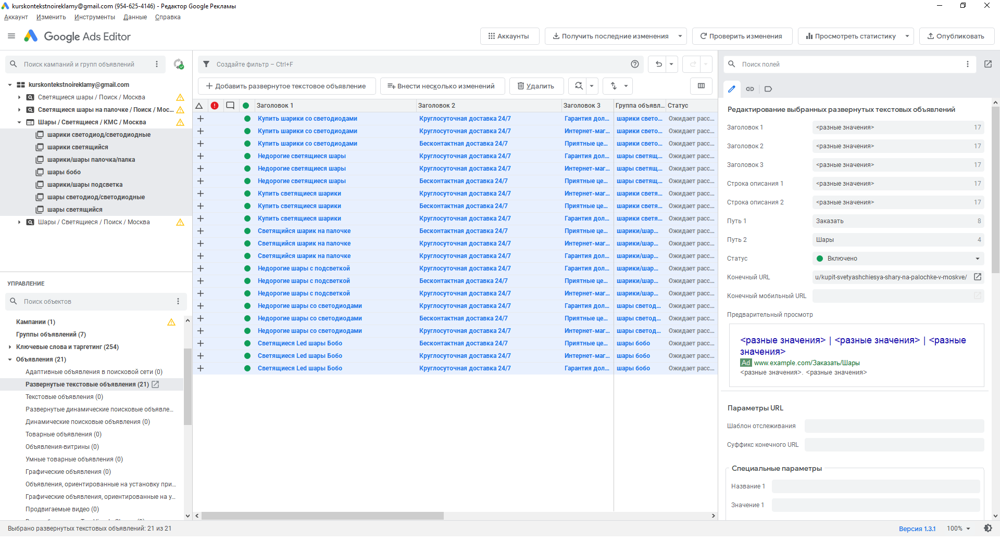 kurskontekstnoireklamy@gmail.com (954-625-4146) - Редактор Google Рекламы
Аккаунт Изменить Инструменты Данные Справка
Google Ads Editor
Аккаунты
Получить последние изменения
Проверить изменения
Просмотреть статистику
Опубликовать
Поиск кампаний и групп объявлений
kurskontekstnoireklamy@gmail.com
Светящиеся шары / Поиск / Москва
Светящиеся шары на палочке / Поиск / Мос...
Шары / Светящиеся / КМС / Москва
шарики светодиод/светодиодные
шарики светящийся
шарики/шары палочка/палка
шары бобо
шарики/шары подсветка
шары светодиод/светодиодные
шары светящийся
Шары / Светящиеся / Поиск / Москва
УПРАВЛЕНИЕ
Поиск объектов
Кампании (1)
Группы объявлений (7)
Ключевые слова и таргетинг (254)
Объявления (21)
Адаптивные объявления в поисковой сети (0)
Развернутые текстовые объявления (21)
Текстовые объявления (0)
Развернутые динамические поисковые объявле...
Динамические поисковые объявления (0)
Товарные объявления (0)
Объявления-витрины (0)
Умные товарные объявления (0)
Графические объявления (0)
Объявления, ориентированные на установку при...
Графические объявления, ориентированные на у...
Продвигаемые видео (0)
Создайте фильтр – Ctrl+F
Добавить развернутое текстовое объявление
Внести несколько изменений
Удалить
Заголовок 1 Заголовок 2 Заголовок 3 Группа объявл... Статус
Купить шарики со светодиодами Круглосуточная доставка 24/7 Гарантия дол... шарики свето... Ожидает расс...
Купить шарики со светодиодами Круглосуточная доставка 24/7 Интернет-маг... шарики свето... Ожидает расс...
Купить шарики со светодиодами Бесконтактная доставка 24/7 Приятные це... шарики свето... Ожидает расс...
Недорогие светящиеся шары Круглосуточная доставка 24/7 Гарантия дол... шары светящ... Ожидает расс...
Недорогие светящиеся шары Круглосуточная доставка 24/7 Интернет-маг... шары светящ... Ожидает расс...
Недорогие светящиеся шары Бесконтактная доставка 24/7 Приятные це... шары светящ... Ожидает расс...
Купить светящиеся шарики Круглосуточная доставка 24/7 Интернет-маг... шарики светя... Ожидает расс...
Купить светящиеся шарики Бесконтактная доставка 24/7 Приятные це... шарики светя... Ожидает расс...
Купить светящиеся шарики Круглосуточная доставка 24/7 Гарантия дол... шарики светя... Ожидает расс...
Светящийся шарик на палочке Бесконтактная доставка 24/7 Приятные це... шарики/шар... Ожидает расс...
Светящийся шарик на палочке Круглосуточная доставка 24/7 Интернет-маг... шарики/шар... Ожидает расс...
Светящийся шарик на палочке Круглосуточная доставка 24/7 Гарантия дол... шарики/шар... Ожидает расс...
Недорогие шары с подсветкой Круглосуточная доставка 24/7 Гарантия дол... шарики/шар... Ожидает расс...
Недорогие шары с подсветкой Бесконтактная доставка 24/7 Приятные це... шарики/шар... Ожидает расс...
Недорогие шары с подсветкой Круглосуточная доставка 24/7 Интернет-маг... шарики/шар... Ожидает расс...
Недорогие шары со светодиодами Круглосуточная доставка 24/7 Гарантия дол... шары светод... Ожидает расс...
Недорогие шары со светодиодами Бесконтактная доставка 24/7 Приятные це... шары светод... Ожидает расс...
Недорогие шары со светодиодами Круглосуточная доставка 24/7 Интернет-маг... шары светод... Ожидает расс...
Светящиеся Led шары Бобо Бесконтактная доставка 24/7 Приятные це... шары бобо Ожидает расс...
Светящиеся Led шары Бобо Круглосуточная доставка 24/7 Интернет-маг... шары бобо Ожидает расс...
Светящиеся Led шары Бобо Круглосуточная доставка 24/7 Гарантия дол... шары бобо Ожидает расс...
Поиск полей
Редактирование выбранных развернутых текстовых объявлений
Заголовок 1 <разные значения> 17
Заголовок 2 <разные значения> 17
Заголовок 3 <разные значения> 17
Строка описания 1 <разные значения> 17
Строка описания 2 <разные значения> 17
Путь 1 Заказать 8
Путь 2 Шары 4
Статус Включено
Конечный URL u/kupit-svetyashchiesya-shary-na-palochke-v-moskve/
Конечный мобильный URL
Предварительный просмотр
<разные значения> | <разные значения> | <разные
значения>
Ad www.example.com/Заказать/Шары
<разные значения>. <разные значения>
Параметры URL
Шаблон отслеживания
Суффикс конечного URL
Специальные параметры
Название 1
Значение 1
Выбрано развернутых текстовых объявлений: 21 из 21
Версия 1.3.1 100%